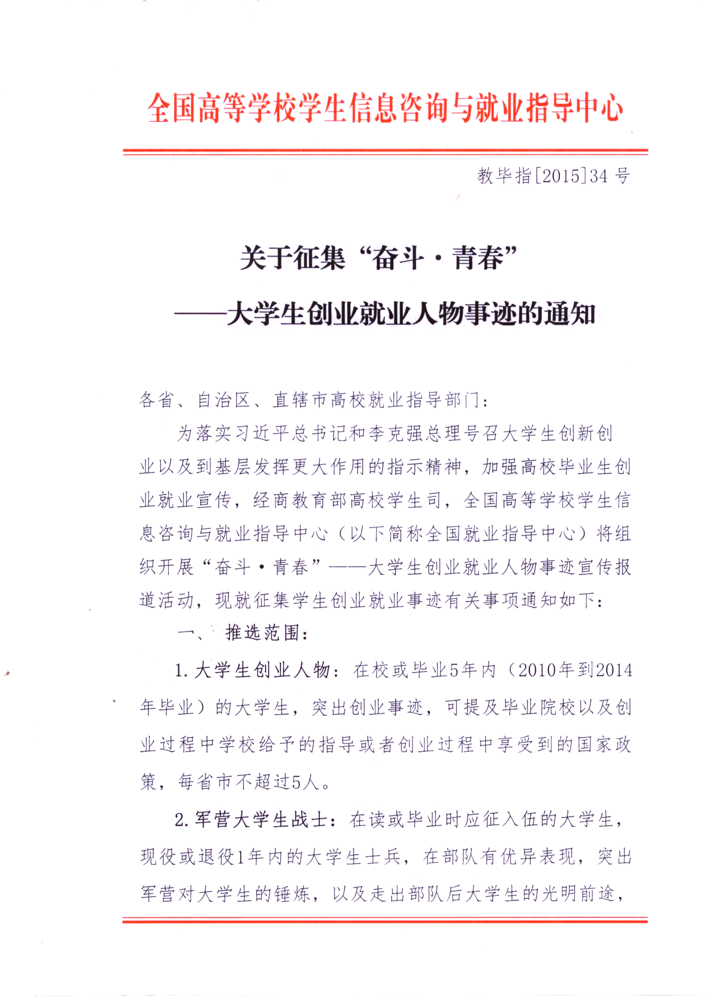 全国高等学校学生信息咨询与就业指导中心
教毕指[2015]34 号
关于征集“奋斗·青春”
——大学生创业就业人物事迹的通知
各省、自治区、直辖市高校就业指导部门：
为落实习近平总书记和李克强总理号召大学生创新创
业以及到基层发挥更大作用的指示精神，加强高校毕业生创
业就业宣传，经商教育部高校学生司，全国高等学校学生信
息咨询与就业指导中心（以下简称全国就业指导中心）将组
织开展“奋斗·青春”——大学生创业就业人物事迹宣传报
道活动，现就征集学生创业就业事迹有关事项通知如下：
一、 推选范围：
1.大学生创业人物：在校或毕业5年内（2010年到2014
年毕业）的大学生，突出创业事迹，可提及毕业院校以及创
业过程中学校给予的指导或者创业过程中享受到的国家政
策，每省市不超过5人。
2.军营大学生战士：在读或毕业时应征入伍的大学生，
现役或退役1年内的大学生士兵，在部队有优异表现，突出
军营对大学生的锤炼，以及走出部队后大学生的光明前途，